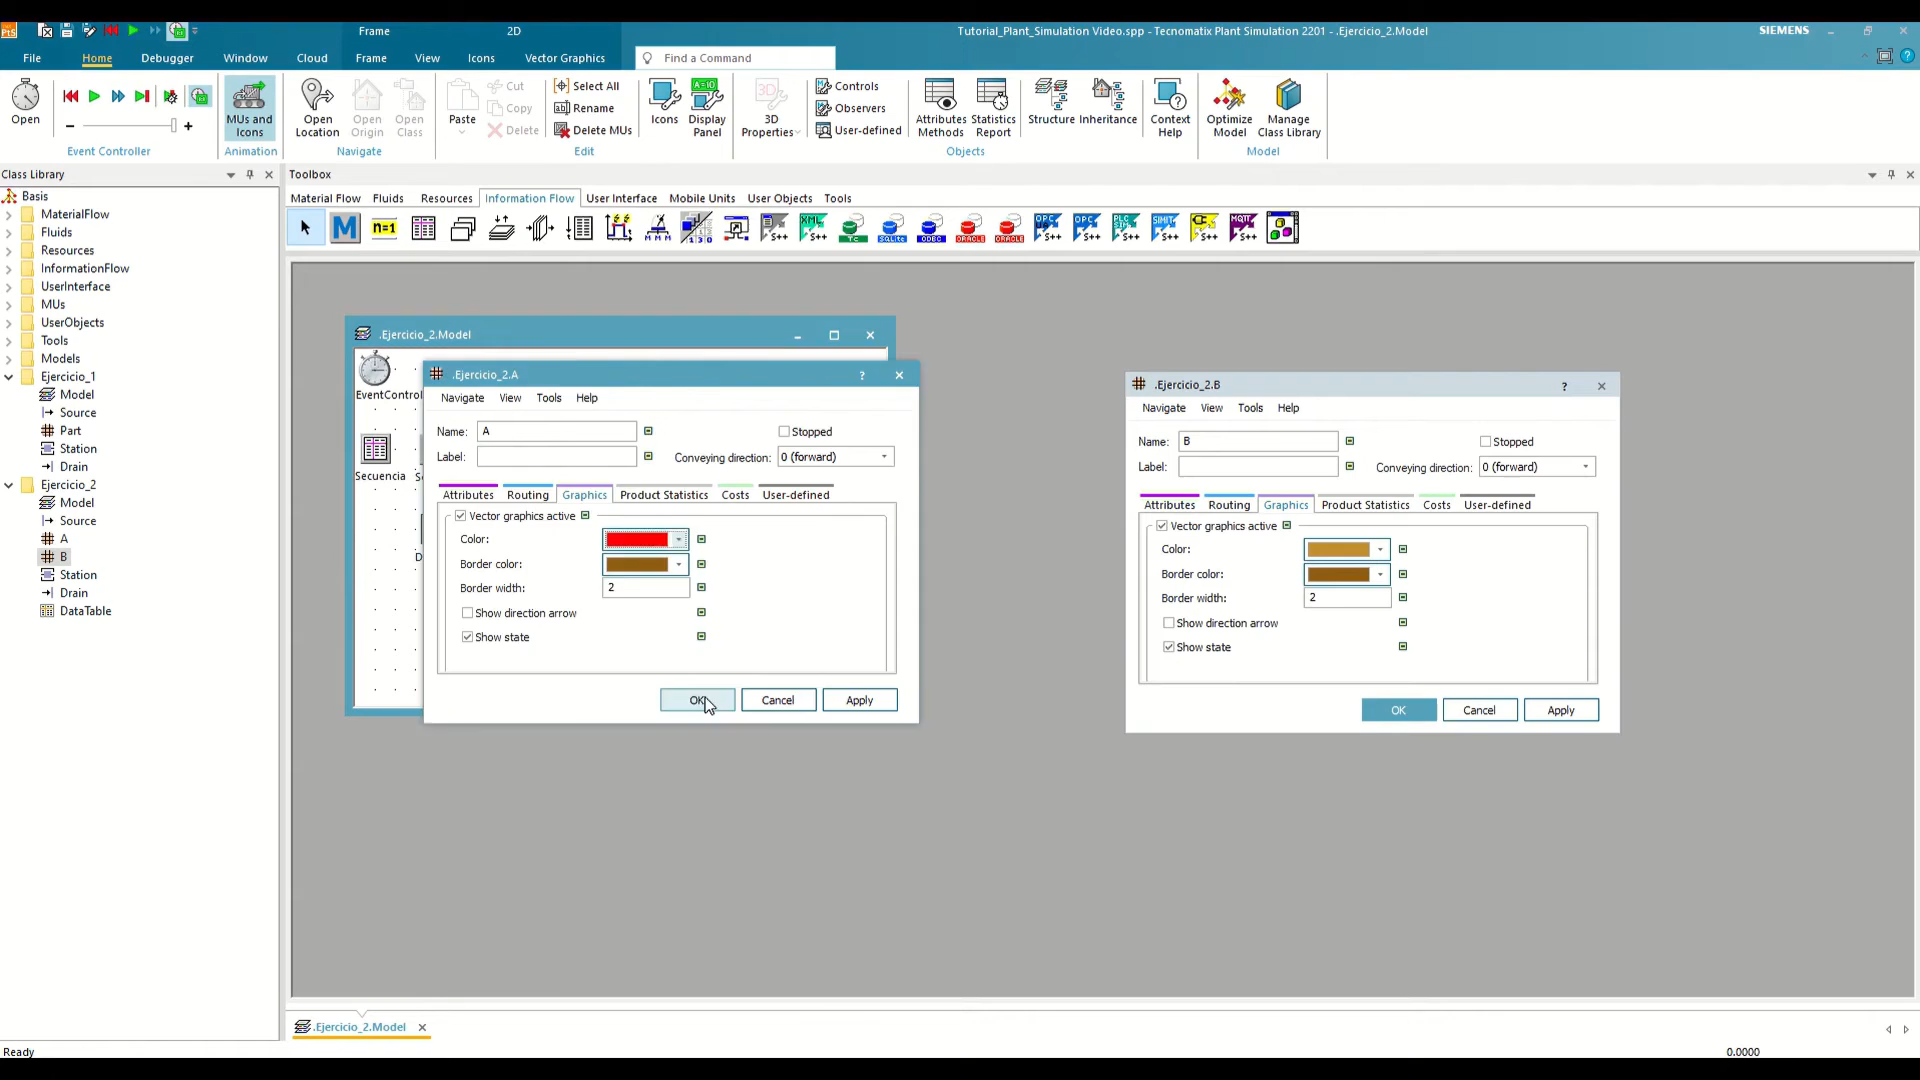 Frame 2D Tutorial_Plant_Simulation Video.spp - Tecnomatix Plant Simulation 2201 - .Ejercicio_2.Model SIEMENS
File Home Debugger Window Cloud Frame View Icons Vector Graphics Find a Command
Open MUs and Icons Open Location Open Origin Open Class Paste Cut Copy Delete Select All Rename Delete MUs Icons Display Panel 3D Properties Controls Observers User-defined Attributes Methods Statistics Report Structure Inheritance Context Help Optimize Model Manage Class Library
Event Controller Animation Navigate Edit Objects Model
Class Library
Basis
MaterialFlow
Fluids
Resources
InformationFlow
UserInterface
MUs
UserObjects
Tools
Models
Ejercicio_1
Model
Source
Part
Station
Drain
Ejercicio_2
Model
Source
A
B
Station
Drain
DataTable
Toolbox
Material Flow Fluids Resources Information Flow User Interface Mobile Units User Objects Tools
.Ejercicio_2.Model
EventControl
Secuencia
.Ejercicio_2.A
Navigate View Tools Help
Name: A Stopped
Label: Conveying direction: 0 (forward)
Attributes Routing Graphics Product Statistics Costs User-defined
Vector graphics active
Color:
Border color:
Border width: 2
Show direction arrow
Show state
OK Cancel Apply
.Ejercicio_2.B
Navigate View Tools Help
Name: B Stopped
Label: Conveying direction: 0 (forward)
Attributes Routing Graphics Product Statistics Costs User-defined
Vector graphics active
Color:
Border color:
Border width: 2
Show direction arrow
Show state
OK Cancel Apply
.Ejercicio_2.Model
Ready 0.0000